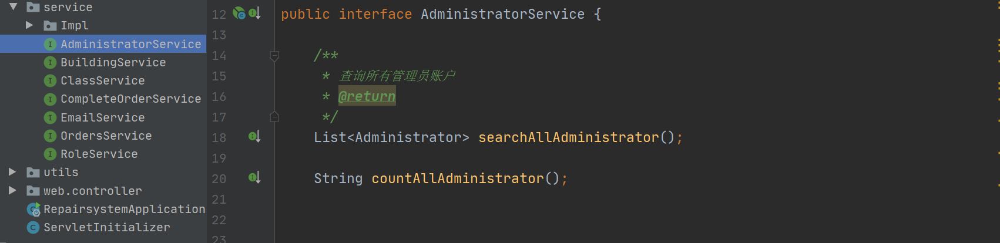 service
Impl
AdministratorService
BuildingService
ClassService
CompleteOrderService
EmailService
OrdersService
RoleService
utils
web.controller
RepairsystemApplication
ServletInitializer
12 public interface AdministratorService {
13
14 /**
15 * 查询所有管理员账户
16 * @return
17 */
18 List<Administrator> searchAllAdministrator();
19
20 String countAllAdministrator();
21
22
23